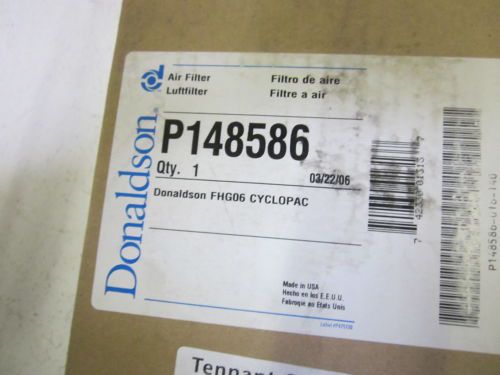 Donaldson.
Air Filter Filtro de aire
Luftfilter Filtre a air
P148586
Qty. 1 03/22/06
Donaldson FHG06 CYCLOPAC
Made in USA
Hecho en los E.E.U.U.
Fabriqué en Etats Unis
Tennant